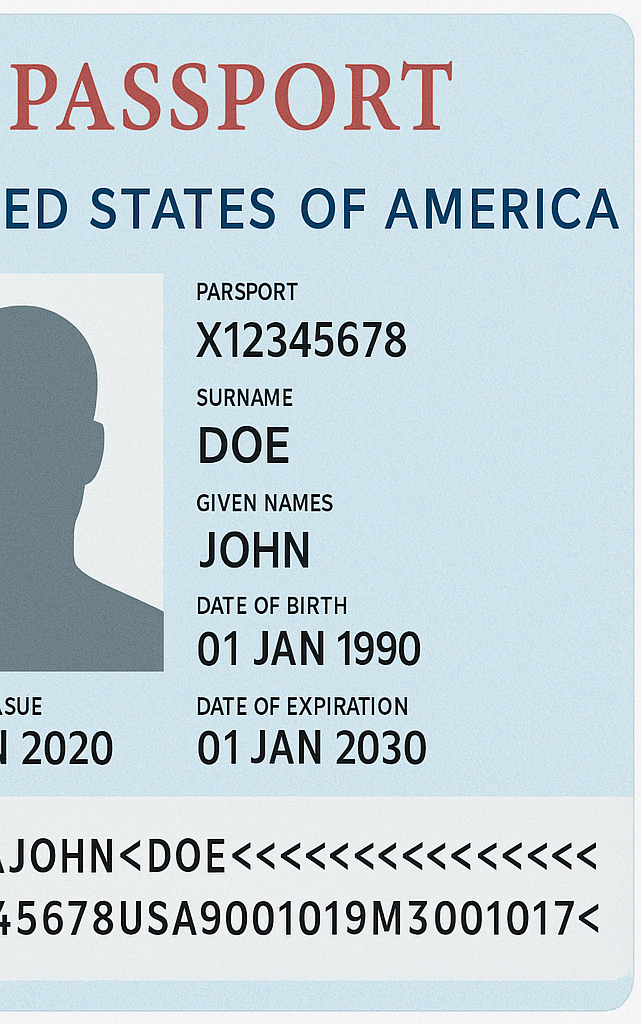 PASSPORT
ED STATES OF AMERICA
PARSPORT
X12345678
SURNAME
DOE
GIVEN NAMES
JOHN
DATE OF BIRTH
01 JAN 1990
ASUE DATE OF EXPIRATION
N 2020 01 JAN 2030
AJOHN<DOE<<<<<<<<<<<<<<<
45678USA9001019M3001017<